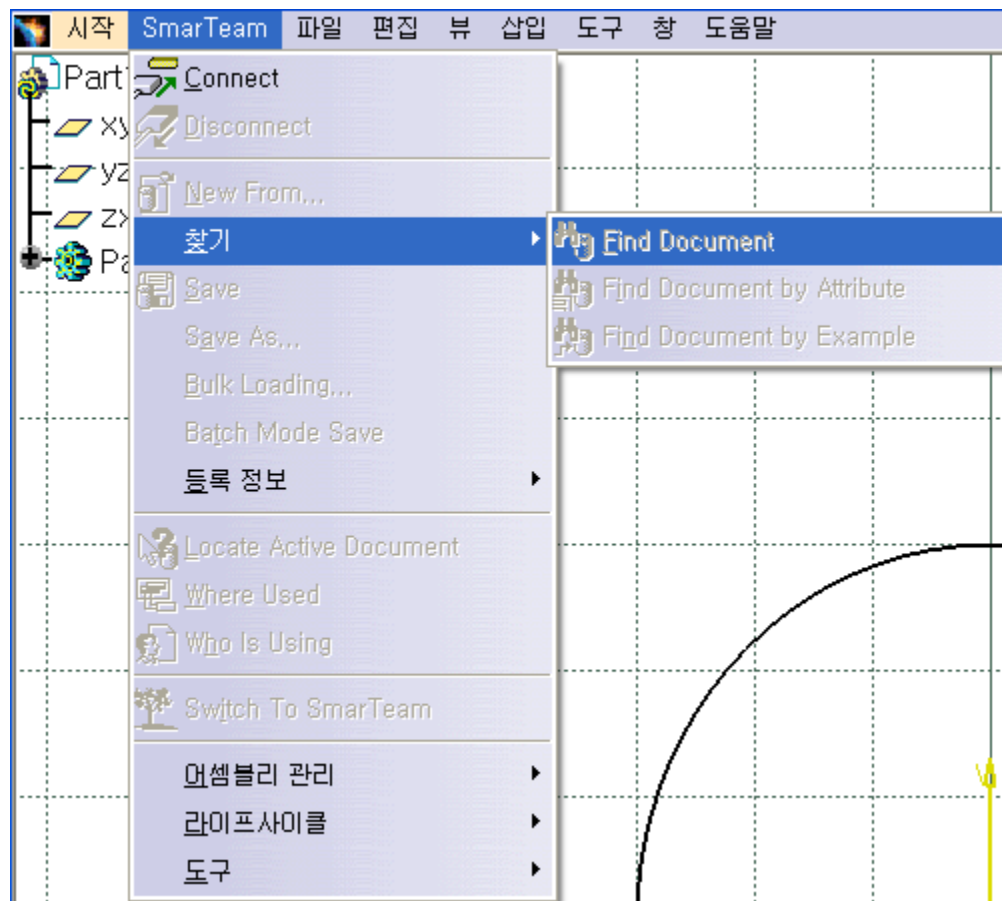 시작 SmarTeam 파일 편집 뷰 삽입 도구 창 도움말
Part
xy
yz
zx
Pa
Connect
Disconnect
New From...
찾기
Save
Save As...
Bulk Loading...
Batch Mode Save
등록 정보
Locate Active Document
Where Used
Who Is Using
Switch To SmarTeam
어셈블리 관리
라이프사이클
도구
Find Document
Find Document by Attribute
Find Document by Example
V